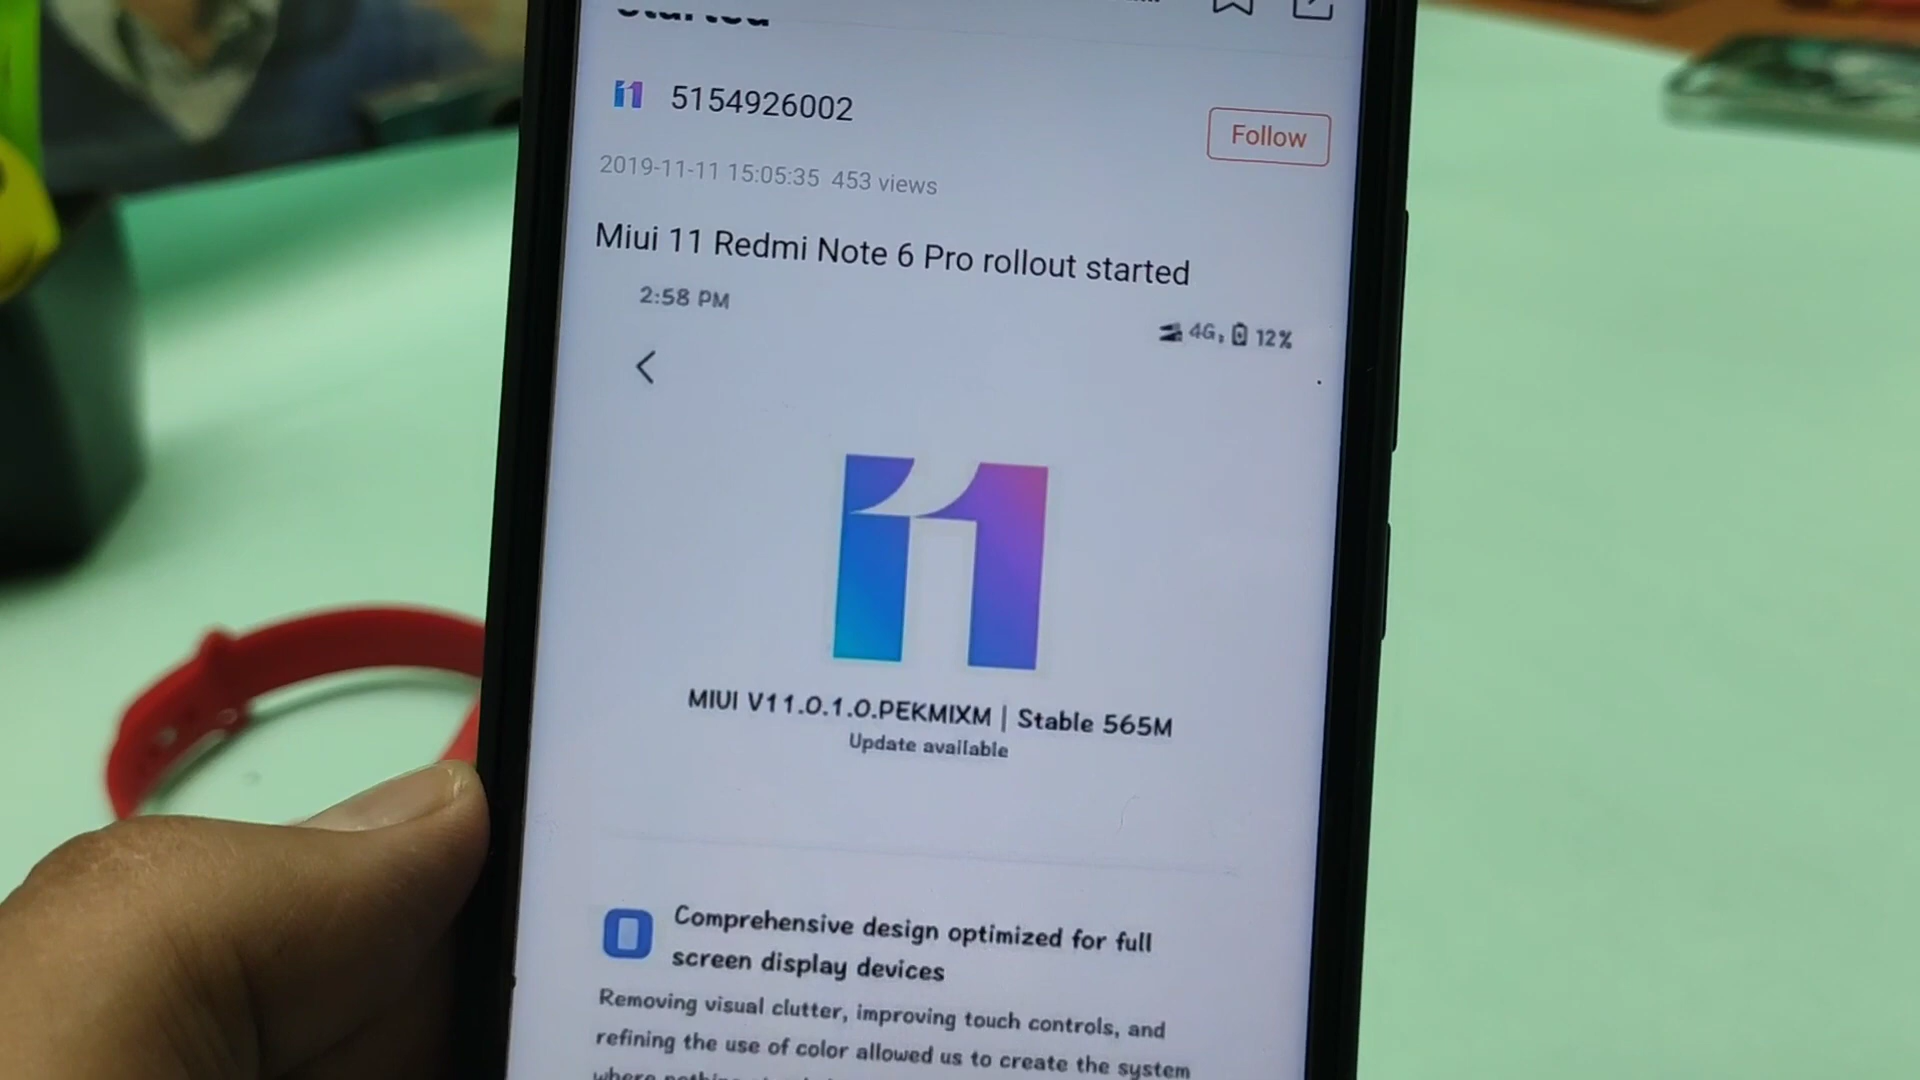 started
5154926002
Follow
2019-11-11 15:05:35 453 views
Miui 11 Redmi Note 6 Pro rollout started
2:58 PM
4G 12%
11
MIUI V11.0.1.0.PEKMIXM | Stable 565M
Update available
Comprehensive design optimized for full
screen display devices
Removing visual clutter, improving touch controls, and
refining the use of color allowed us to create the system
where